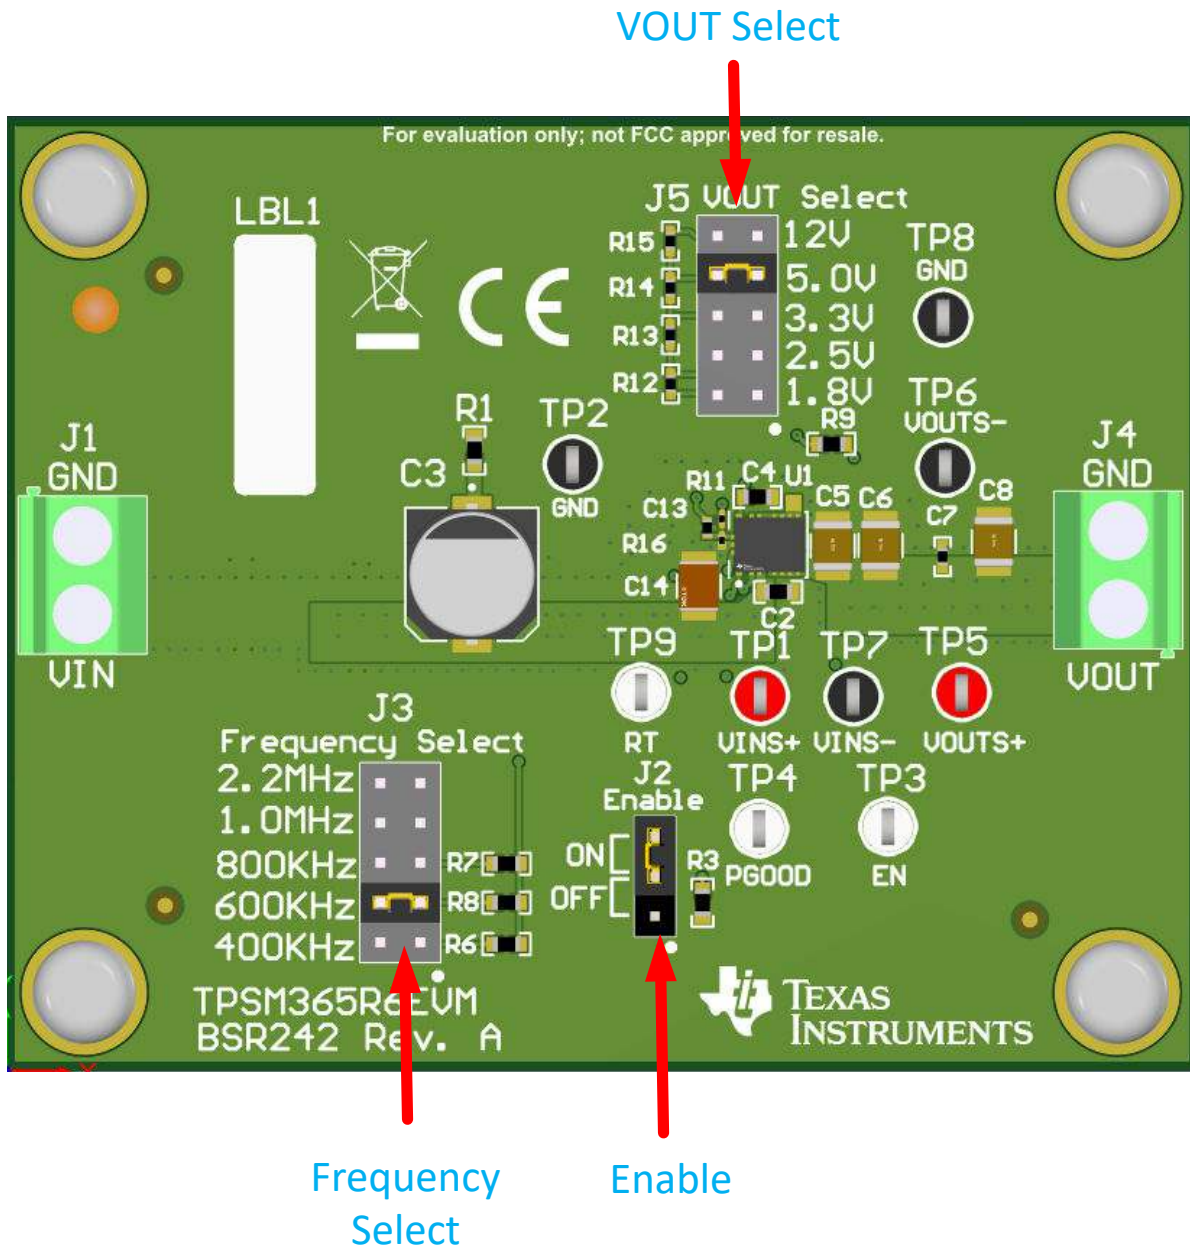 VOUT Select
For evaluation only; not FCC approved for resale.
J5 VOUT Select
LBL1
R15
12V
TP8
GND
R14
5.0V
R13
3.3V
2.5V
R12
1.8V
TP6
VOUTS-
R1
TP2
R9
J1
GND
J4
GND
C3
R11
C4
U1
C5
C6
C8
GND
C13
C7
R16
C14
C2
TP9
TP1
TP7
TP5
VIN
VOUT
RT
VINS+
VINS-
VOUTS+
J3
Frequency Select
J2
Enable
TP4
TP3
2.2MHz
1.0MHz
800KHz
R7
ON
R3
PGOOD
EN
600KHz
R8
OFF
400KHz
R6
TPSM365R6EVM
BSR242 Rev. A
TEXAS
INSTRUMENTS
Frequency
Select
Enable